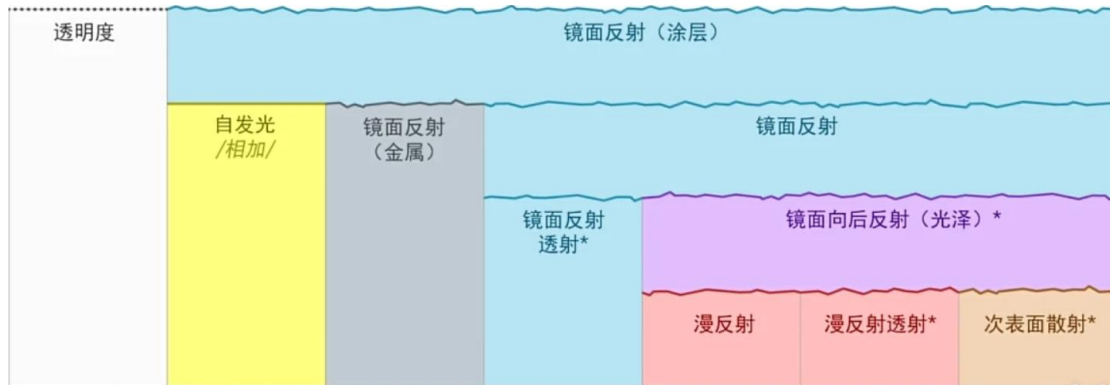 透明度
镜面反射（涂层）
自发光
/相加/
镜面反射
（金属）
镜面反射
镜面反射
透射*
镜面向后反射（光泽）*
漫反射
漫反射透射*
次表面散射*